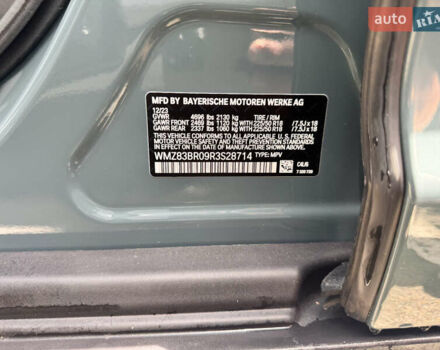 auto RIA
MFD BY BAYERISCHE MOTOREN WERKE AG
12/23
GVWR 4696 lbs 2130 kg TIRE / RIM
GAWR FRONT 2469 lbs 1120 kg WITH 225/50 R18 / 7.5J x 18
GAWR REAR 2337 lbs 1060 kg WITH 225/50 R18 / 7.5J x 18
THIS VEHICLE CONFORMS TO ALL APPLICABLE U.S. FEDERAL
MOTOR VEHICLE SAFETY, BUMPER, AND THEFT
PREVENTION STANDARDS IN EFFECT ON THE DATE OF MANUFACTURE
SHOWN ABOVE.
WMZ83BR09R3S28714 TYPE: MPV